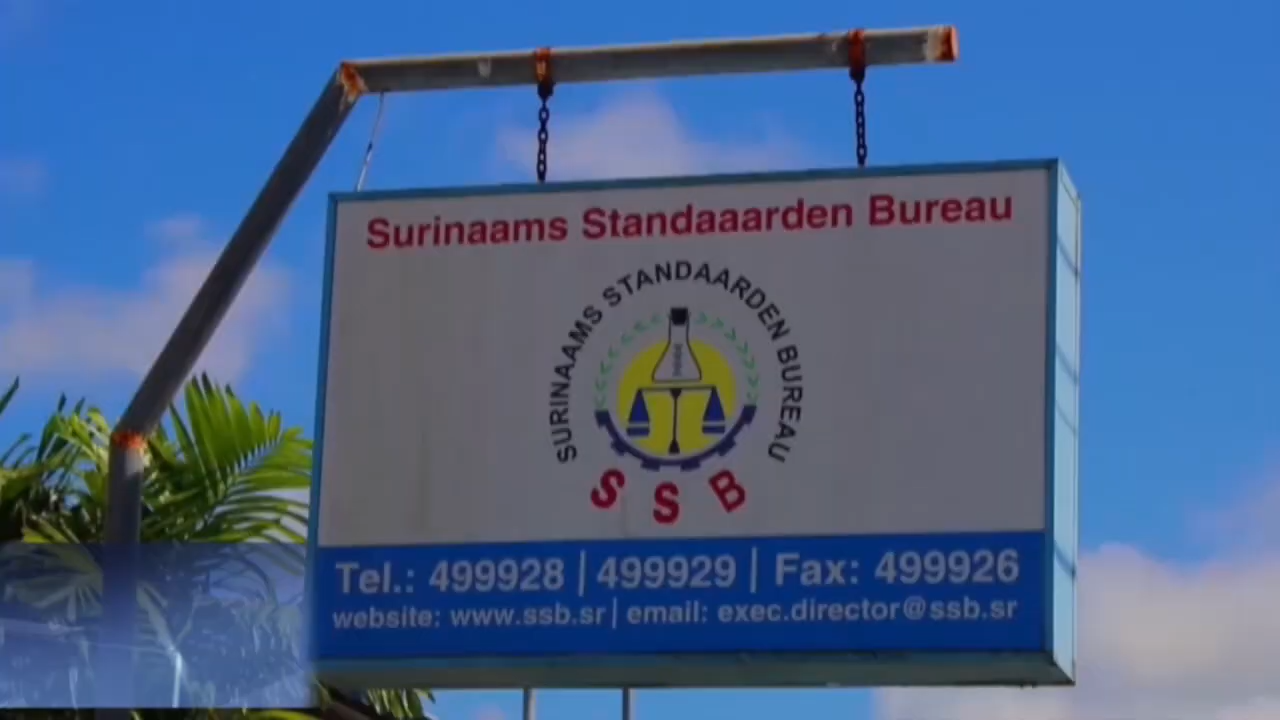 Surinaams Standaaarden Bureau
SURINAAMS STANDAARDEN BUREAU
SSB
Tel.: 499928 | 499929 | Fax: 499926
website: www.ssb.sr | email: exec.director@ssb.sr